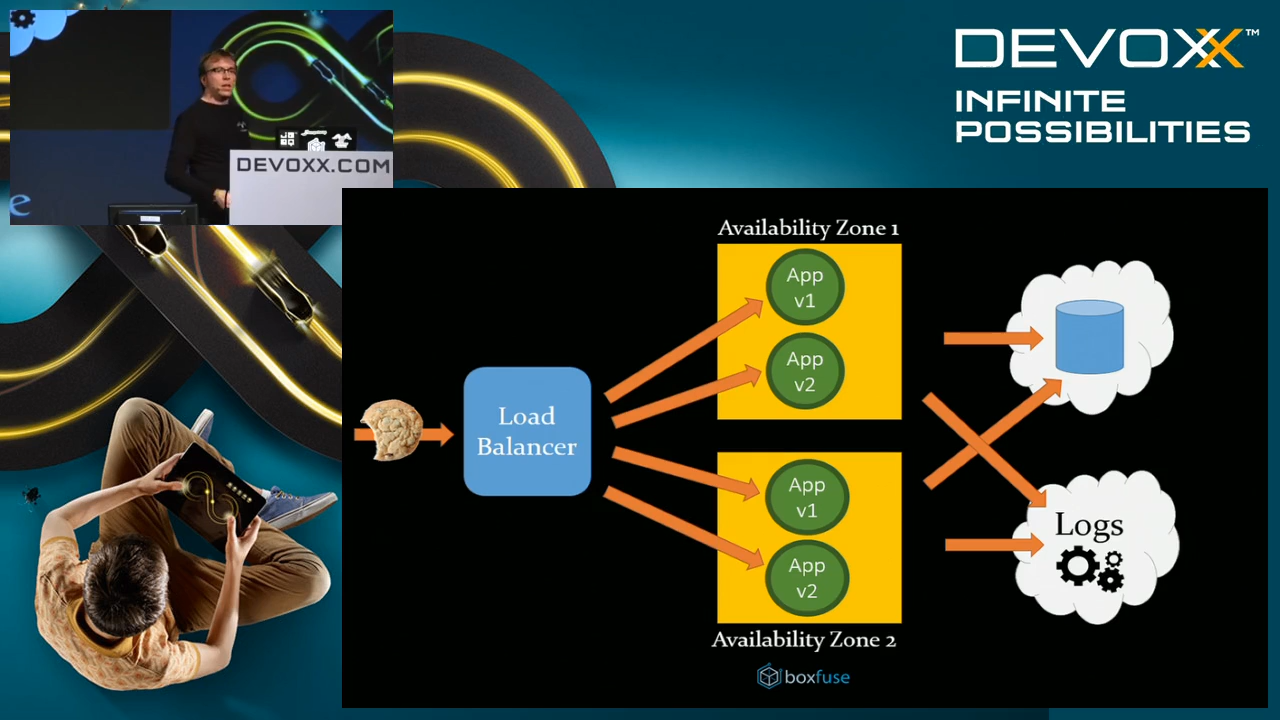 DEVOXX™
INFINITE
POSSIBILITIES
DEVOXX.COM
e
Availability Zone 1
App
v1
App
v2
Load
Balancer
App
v1
App
v2
Logs
Availability Zone 2
boxfuse